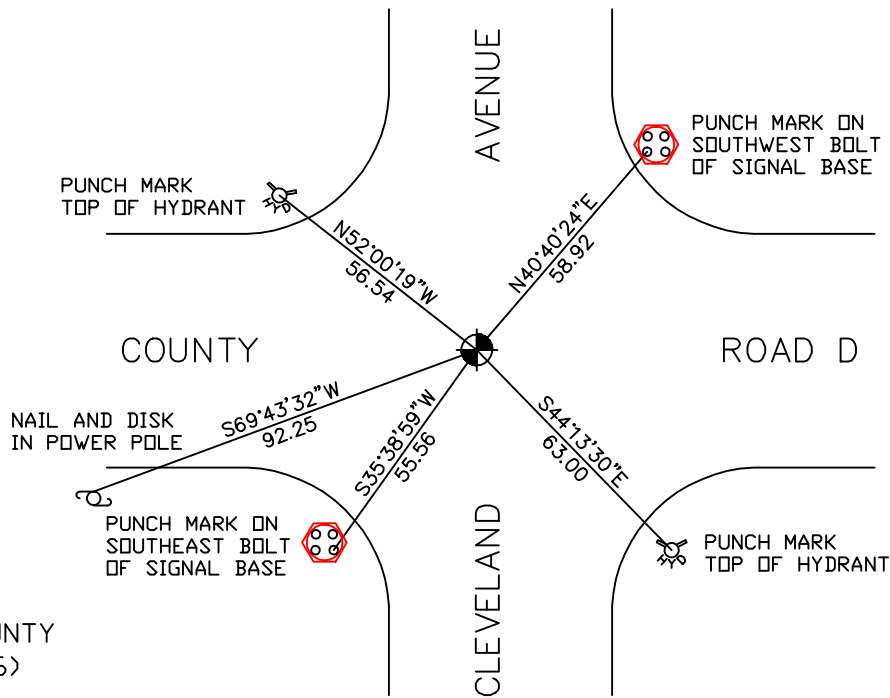 AVENUE
PUNCH MARK ON
SOUTHWEST BOLT
OF SIGNAL BASE
PUNCH MARK
TOP OF HYDRANT
HYD
N52°00'19"W
56.54
N40°40'24"E
58.92
COUNTY
ROAD D
NAIL AND DISK
IN POWER POLE
S69°43'32"W
92.25
S35°38'59"W
55.56
S44°13'30"E
63.00
PUNCH MARK ON
SOUTHEAST BOLT
OF SIGNAL BASE
CLEVELAND
HYD
PUNCH MARK
TOP OF HYDRANT
UNTY